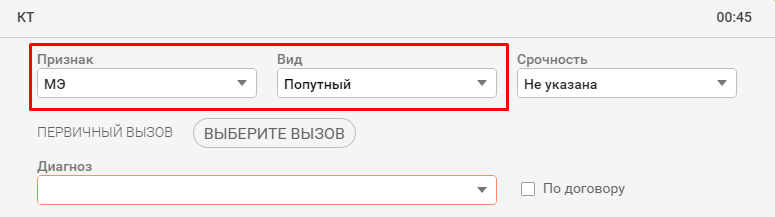 КТ 00:45
Признак Вид Срочность
МЭ Попутный Не указана
ПЕРВИЧНЫЙ ВЫЗОВ ВЫБЕРИТЕ ВЫЗОВ
Диагноз
По договору